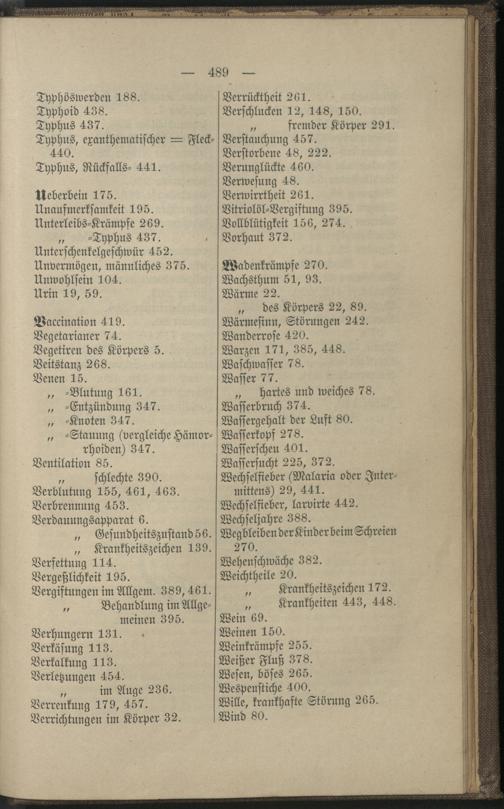 — 489 —
Typhöswerden 188.
Typhoid 438.
Typhus 437.
Typhus, exanthematischer = Fleck-
440.
Typhus, Rückfalls- 441.
Ueberbein 175.
Unaufmerksamkeit 195.
Unterleibs-Krämpfe 269.
„ -Typhus 437.
Unterschenkelgeschwür 452.
Unvermögen, männliches 375.
Unwohlsein 104.
Urin 19, 59.
Vaccination 419.
Vegetarianer 74.
Vegetiren des Körpers 5.
Veitstanz 268.
Venen 15.
„ -Blutung 161.
„ -Entzündung 347.
„ -Knoten 347.
„ -Stauung (vergleiche Hämor-
rhoiden) 347.
Ventilation 85.
„ schlechte 390.
Verblutung 155, 461, 463.
Verbrennung 453.
Verdauungsapparat 6.
„ Gesundheitszustand 56.
„ Krankheitszeichen 139.
Verfettung 114.
Vergeßlichkeit 195.
Vergiftungen im Allgem. 389, 461.
„ Behandlung im Allge-
meinen 395.
Verhungern 131.
Verkäsung 113.
Verkalkung 113.
Verletzungen 454.
„ im Auge 236.
Verrenkung 179, 457.
Verrichtungen im Körper 32.
Verrücktheit 261.
Verschlucken 12, 148, 150.
„ fremder Körper 291.
Verstauchung 457.
Verstorbene 48, 222.
Verunglückte 460.
Verwesung 48.
Verwirrtheit 261.
Vitriolöl-Vergiftung 395.
Vollblütigkeit 156, 274.
Vorhaut 372.
Wadenkrämpfe 270.
Wachsthum 51, 93.
Wärme 22.
„ des Körpers 22, 89.
Wärmesinn, Störungen 242.
Wanderrose 420.
Warzen 171, 385, 448.
Waschwasser 78.
Wasser 77.
„ hartes und weiches 78.
Wasserbruch 374.
Wassergehalt der Luft 80.
Wasserkopf 278.
Wasserscheu 401.
Wassersucht 225, 372.
Wechselfieber (Malaria oder Inter-
mittens) 29, 441.
Wechselfieber, larvirte 442.
Wechseljahre 388.
Wegbleiben der Kinder beim Schreien
270.
Wehenschwäche 382.
Weichtheile 20.
„ Krankheitszeichen 172.
„ Krankheiten 443, 448.
Wein 69.
Weinen 150.
Weinkrämpfe 255.
Weißer Fluß 378.
Wesen, böses 265.
Wespenstiche 400.
Wille, krankhafte Störung 265.
Wind 80.